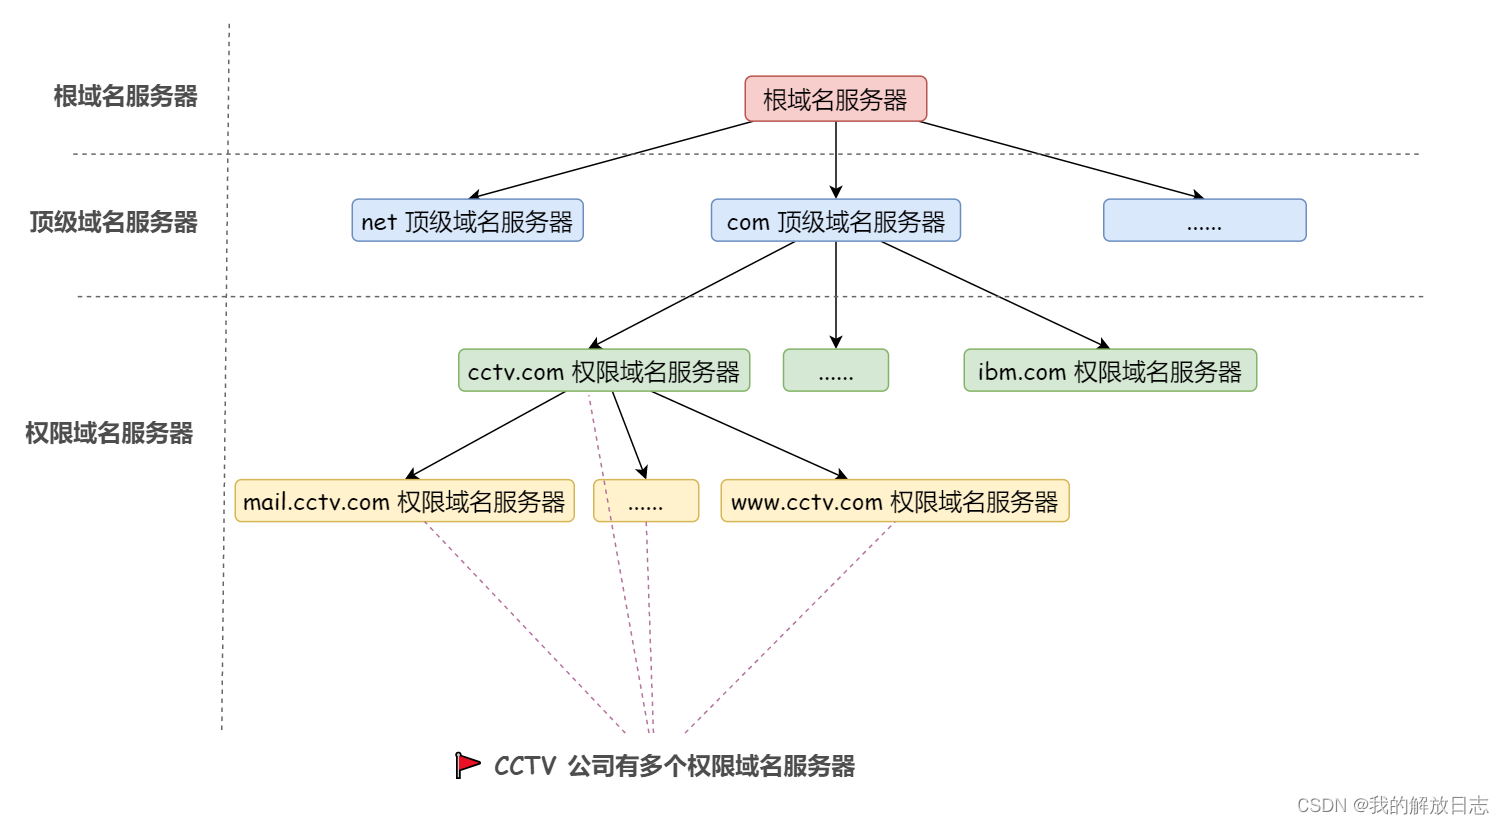 根域名服务器
根域名服务器
顶级域名服务器
net 顶级域名服务器
com 顶级域名服务器
......
cctv.com 权限域名服务器
......
ibm.com 权限域名服务器
权限域名服务器
mail.cctv.com 权限域名服务器
......
www.cctv.com 权限域名服务器
CCTV 公司有多个权限域名服务器
CSDN @我的解放日志